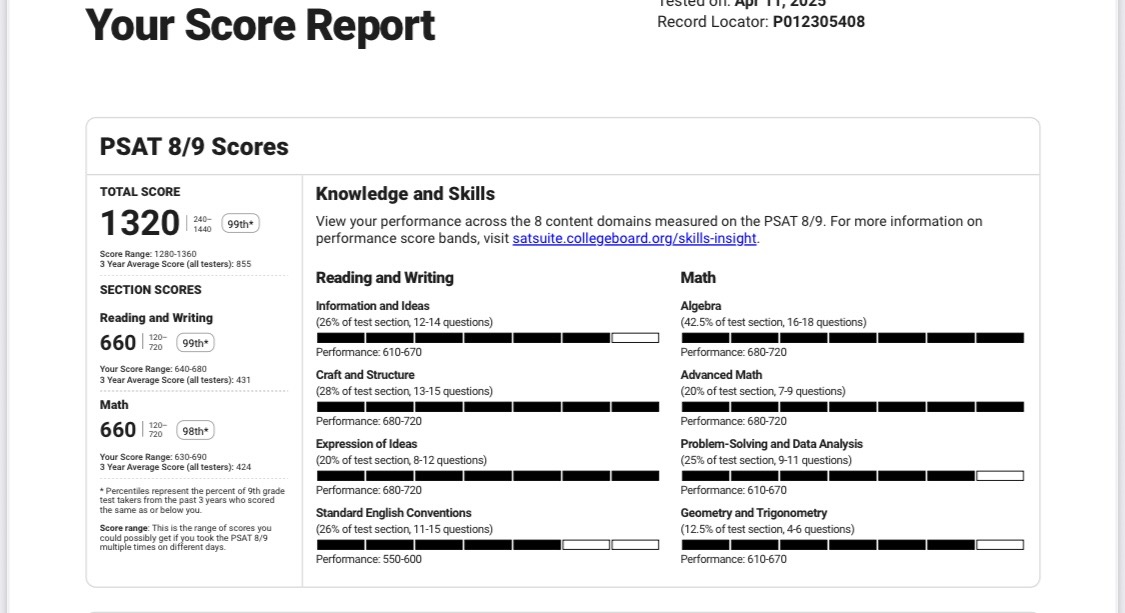 Your Score Report
Tested on: Apr 11, 2025
Record Locator: P012305408
PSAT 8/9 Scores
TOTAL SCORE
1320 240–1440 99th*
Score Range: 1280-1360
3 Year Average Score (all testers): 855
SECTION SCORES
Reading and Writing
660 120–720 99th*
Your Score Range: 640-680
3 Year Average Score (all testers): 431
Math
660 120–720 98th*
Your Score Range: 630-690
3 Year Average Score (all testers): 424
* Percentiles represent the percent of 9th grade
test takers from the past 3 years who scored
the same as or below you.
Score range: This is the range of scores you
could possibly get if you took the PSAT 8/9
multiple times on different days.
Knowledge and Skills
View your performance across the 8 content domains measured on the PSAT 8/9. For more information on
performance score bands, visit satsuite.collegeboard.org/skills-insight.
Reading and Writing
Information and Ideas
(26% of test section, 12-14 questions)
Performance: 610-670
Craft and Structure
(28% of test section, 13-15 questions)
Performance: 680-720
Expression of Ideas
(20% of test section, 8-12 questions)
Performance: 680-720
Standard English Conventions
(26% of test section, 11-15 questions)
Performance: 550-600
Math
Algebra
(42.5% of test section, 16-18 questions)
Performance: 680-720
Advanced Math
(20% of test section, 7-9 questions)
Performance: 680-720
Problem-Solving and Data Analysis
(25% of test section, 9-11 questions)
Performance: 610-670
Geometry and Trigonometry
(12.5% of test section, 4-6 questions)
Performance: 610-670